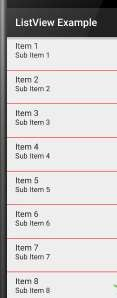 ListView Example
Item 1
Sub Item 1
Item 2
Sub Item 2
Item 3
Sub Item 3
Item 4
Sub Item 4
Item 5
Sub Item 5
Item 6
Sub Item 6
Item 7
Sub Item 7
Item 8
Sub Item 8